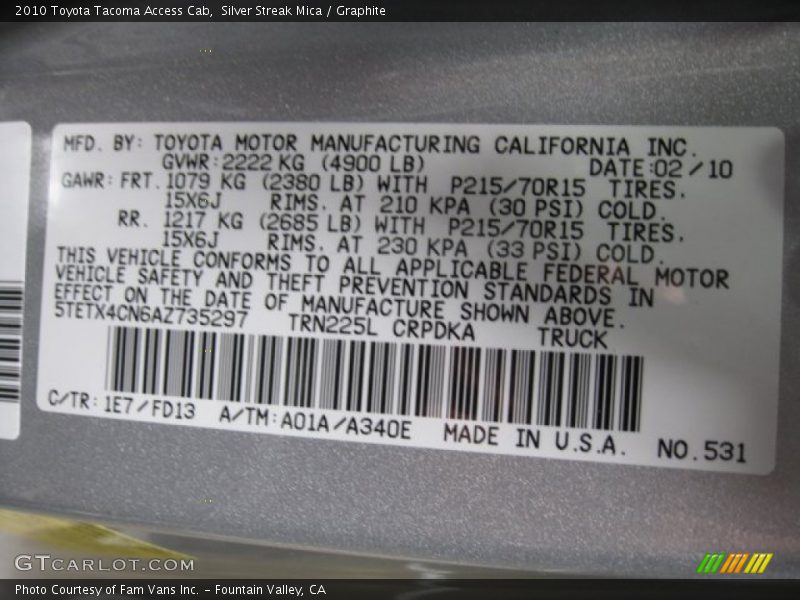 2010 Toyota Tacoma Access Cab,  Silver Streak Mica / Graphite
MFD. BY: TOYOTA MOTOR MANUFACTURING CALIFORNIA INC.
GVWR:2222 KG (4900 LB) DATE:02/10
GAWR: FRT. 1079 KG (2380 LB) WITH P215/70R15 TIRES.
15X6J RIMS. AT 210 KPA (30 PSI) COLD.
RR. 1217 KG (2685 LB) WITH P215/70R15 TIRES.
15X6J RIMS. AT 230 KPA (33 PSI) COLD.
THIS VEHICLE CONFORMS TO ALL APPLICABLE FEDERAL MOTOR
VEHICLE SAFETY AND THEFT PREVENTION STANDARDS IN
EFFECT ON THE DATE OF MANUFACTURE SHOWN ABOVE.
5TETX4CN6AZ735297 TRN225L CRPDKA TRUCK
C/TR: 1E7/FD13 A/TM:A01A/A340E MADE IN U.S.A. NO.531
GTCARLOT.COM
Photo Courtesy of Fam Vans Inc. – Fountain Valley, CA